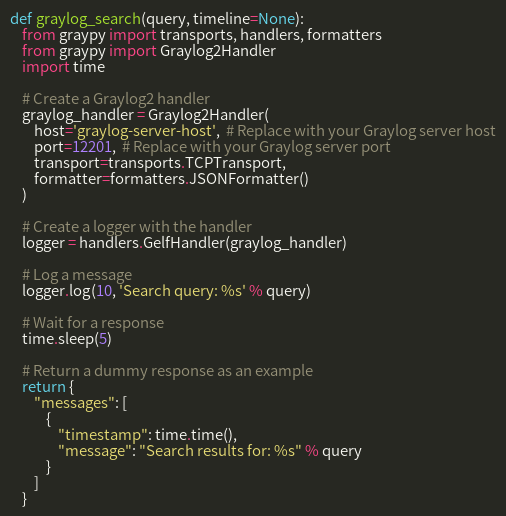 def graylog_search(query, timeline=None):
    from graypy import transports, handlers, formatters
    from graypy import Graylog2Handler
    import time

    # Create a Graylog2 handler
    graylog_handler = Graylog2Handler(
        host='graylog-server-host',  # Replace with your Graylog server host
        port=12201,  # Replace with your Graylog server port
        transport=transports.TCPTransport,
        formatter=formatters.JSONFormatter()
    )

    # Create a logger with the handler
    logger = handlers.GelfHandler(graylog_handler)

    # Log a message
    logger.log(10, 'Search query: %s' % query)

    # Wait for a response
    time.sleep(5)

    # Return a dummy response as an example
    return {
        "messages": [
            {
                "timestamp": time.time(),
                "message": "Search results for: %s" % query
            }
        ]
    }